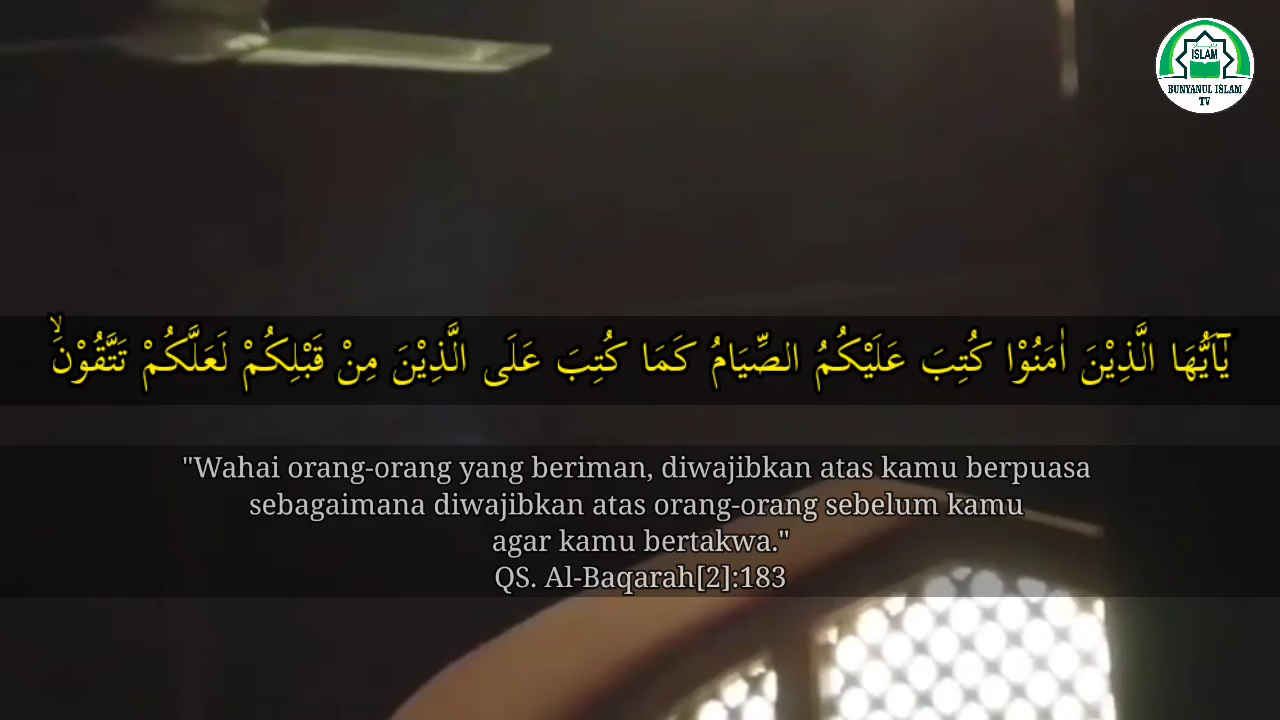 ISLAM
BUNYANUL ISLAM
TV
يٰٓاَيُّهَا الَّذِيْنَ اٰمَنُوْا كُتِبَ عَلَيْكُمُ الصِّيَامُ كَمَا كُتِبَ عَلَى الَّذِيْنَ مِنْ قَبْلِكُمْ لَعَلَّكُمْ تَتَّقُوْنَۙ
"Wahai orang-orang yang beriman, diwajibkan atas kamu berpuasa
sebagaimana diwajibkan atas orang-orang sebelum kamu
agar kamu bertakwa."
QS. Al-Baqarah[2]:183